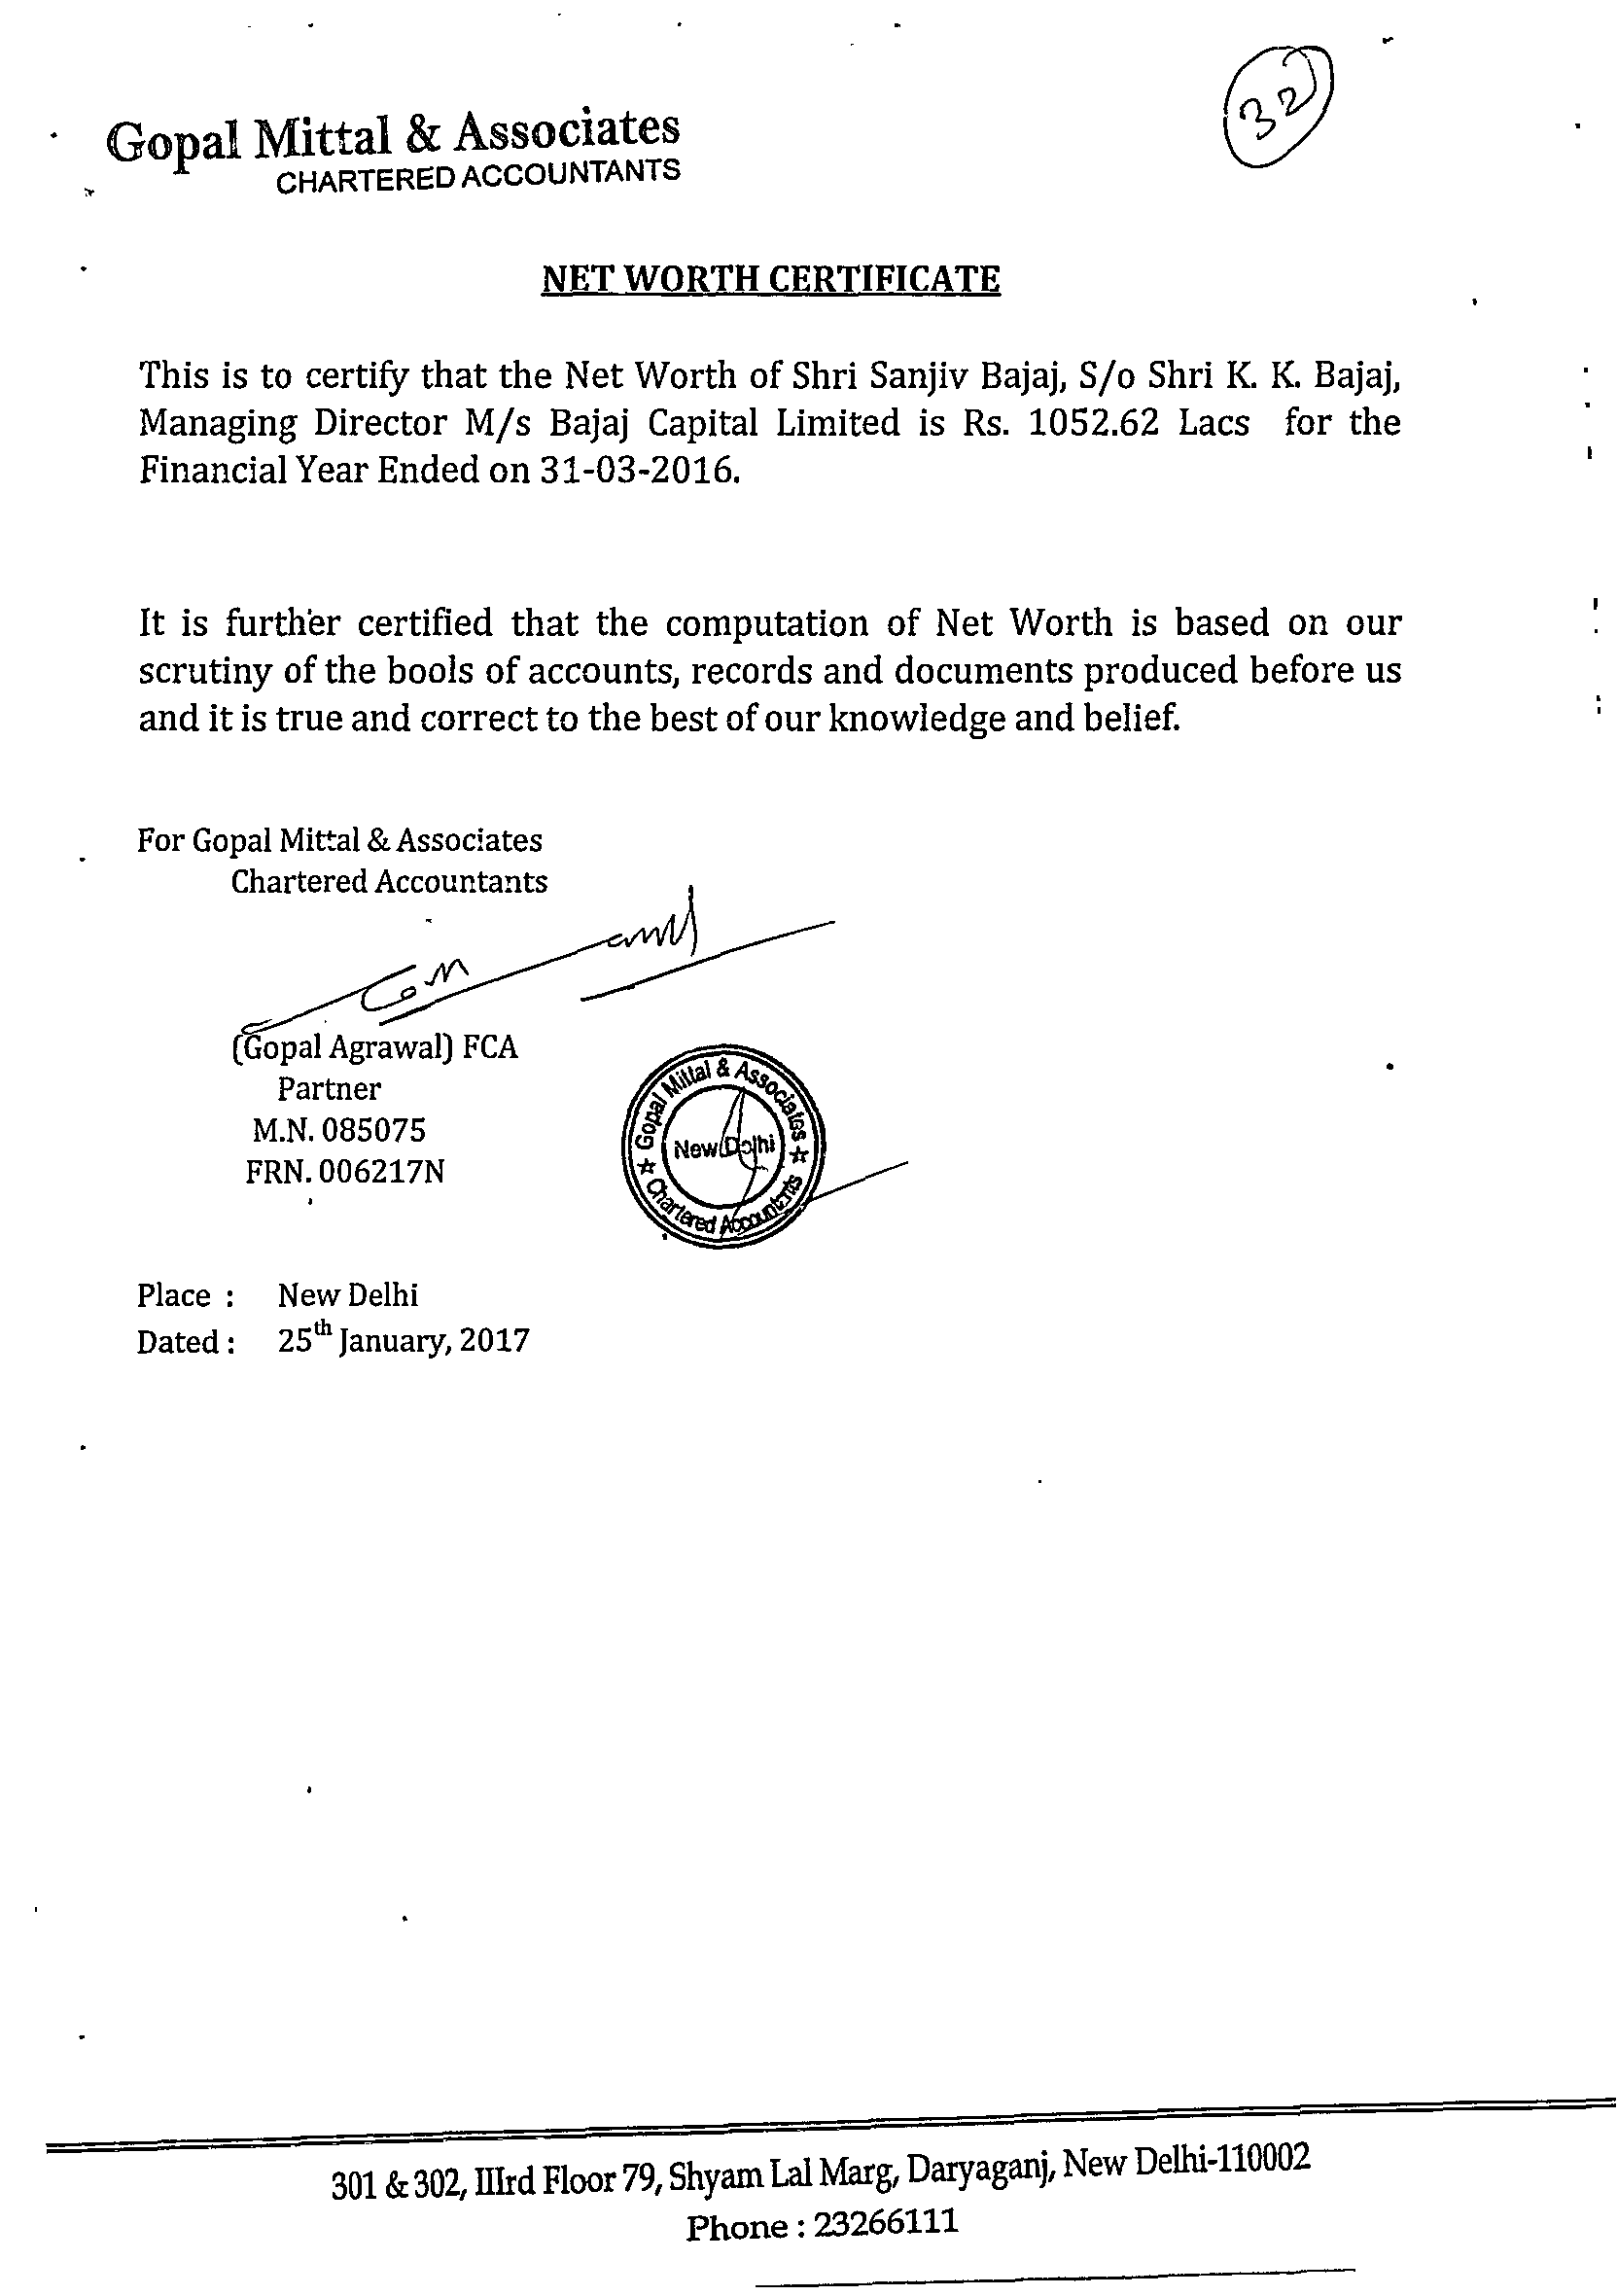 32
Gopal Mittal & Associates
CHARTERED ACCOUNTANTS
NET WORTH CERTIFICATE
This is to certify that the Net Worth of Shri Sanjiv Bajaj, S/o Shri K. K. Bajaj,
Managing Director M/s Bajaj Capital Limited is Rs. 1052.62 Lacs for the
Financial Year Ended on 31-03-2016.
It is further certified that the computation of Net Worth is based on our
scrutiny of the bools of accounts, records and documents produced before us
and it is true and correct to the best of our knowledge and belief.
For Gopal Mittal & Associates
Chartered Accountants
(Gopal Agrawal) FCA
Partner
M.N. 085075
FRN. 006217N
Gopal Mittal & Associates
New Delhi
Chartered Accountants
Place : New Delhi
Dated : 25th January, 2017
301 & 302, IIIrd Floor 79, Shyam Lal Marg, Daryaganj, New Delhi-110002
Phone : 23266111